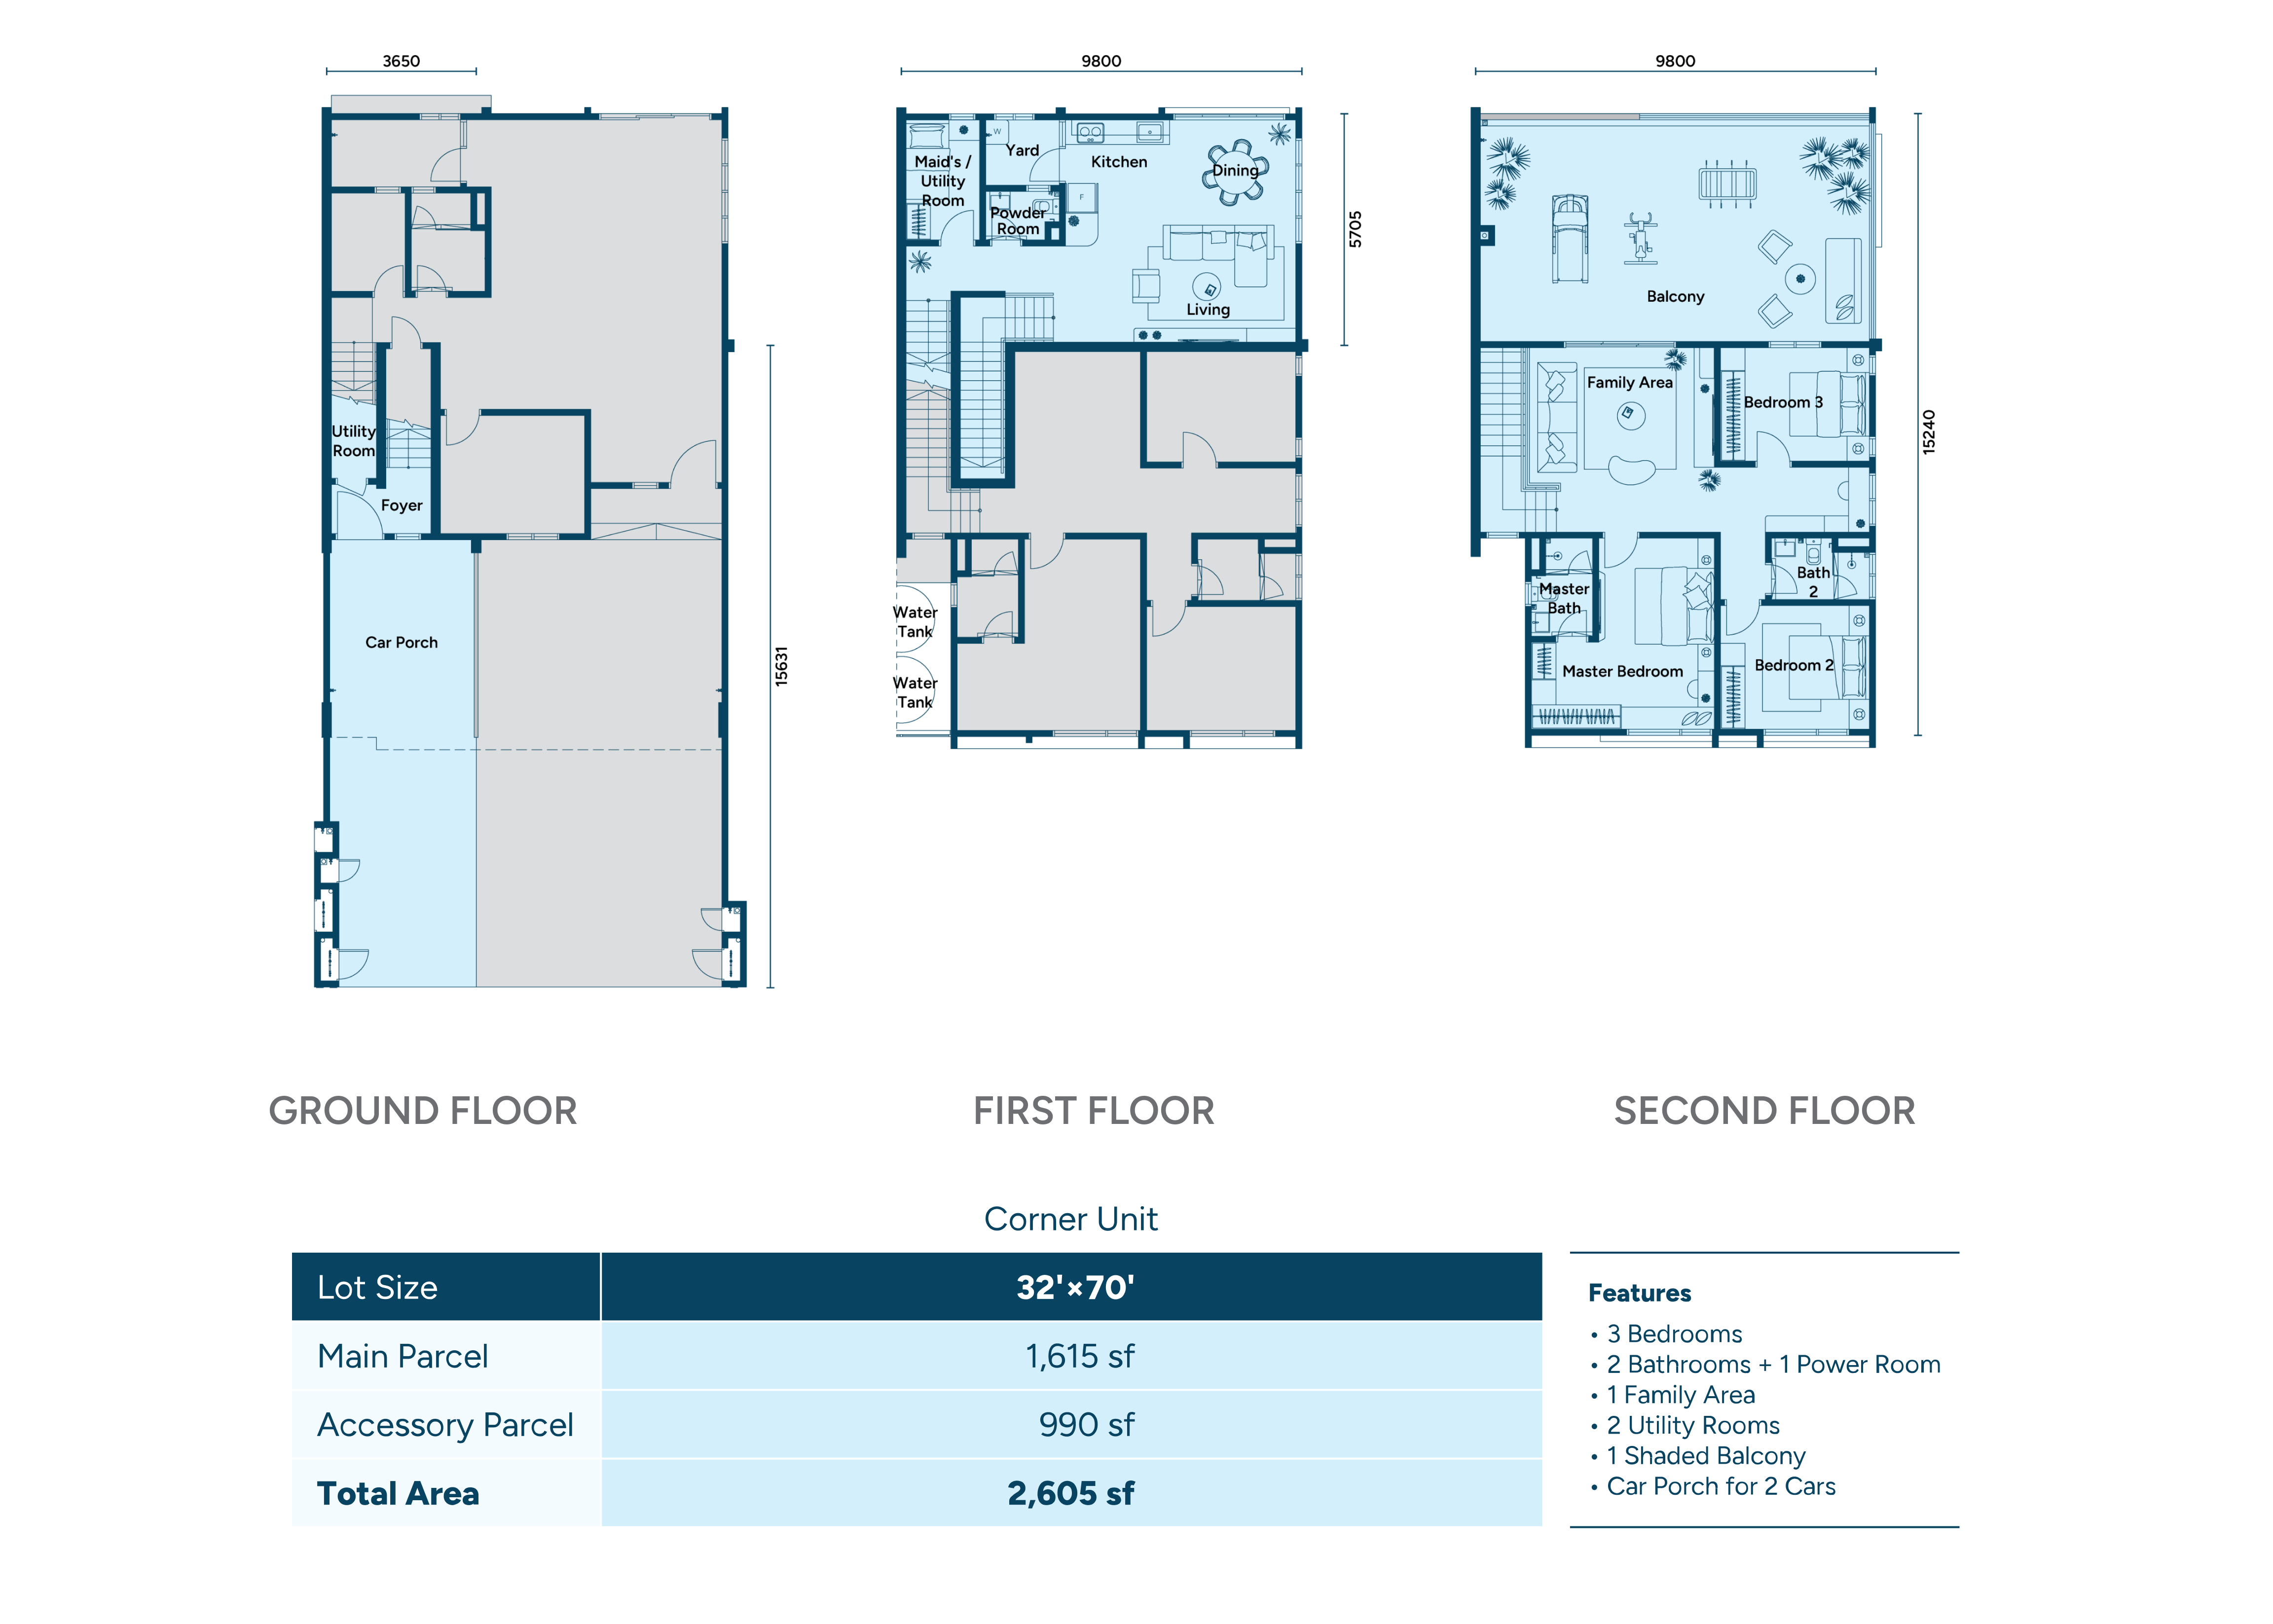 3650
15631
Utility
Room
Foyer
Car Porch
GROUND FLOOR
9800
5705
Maid's /
Utility
Room
W
Yard
Kitchen
Dining
Powder
Room
F
Living
Water
Tank
Water
Tank
FIRST FLOOR
9800
15240
Balcony
Family Area
Bedroom 3
Master
Bath
Bath
2
Master Bedroom
Bedroom 2
SECOND FLOOR
Corner Unit
Lot Size 32'×70'
Main Parcel 1,615 sf
Accessory Parcel 990 sf
Total Area 2,605 sf
Features
• 3 Bedrooms
• 2 Bathrooms + 1 Power Room
• 1 Family Area
• 2 Utility Rooms
• 1 Shaded Balcony
• Car Porch for 2 Cars